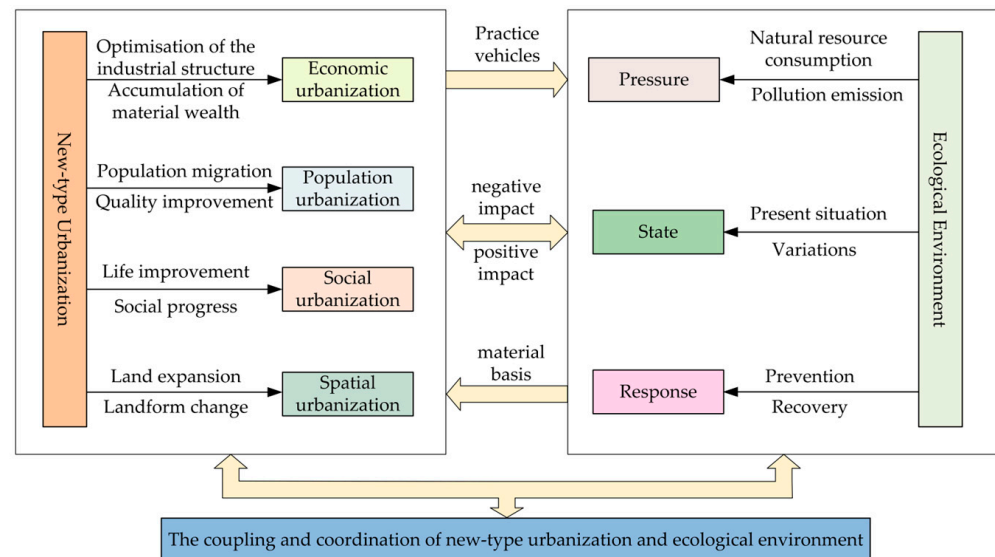 New-type Urbanization
Optimisation of the
industrial structure
Accumulation of
material wealth
Economic
urbanization
Population migration
Quality improvement
Population
urbanization
Life improvement
Social progress
Social
urbanization
Land expansion
Landform change
Spatial
urbanization
Practice
vehicles
negative
impact
positive
impact
material
basis
Pressure
Natural resource
consumption
Pollution emission
State
Present situation
Variations
Response
Prevention
Recovery
Ecological Environment
The coupling and coordination of new-type urbanization and ecological environment